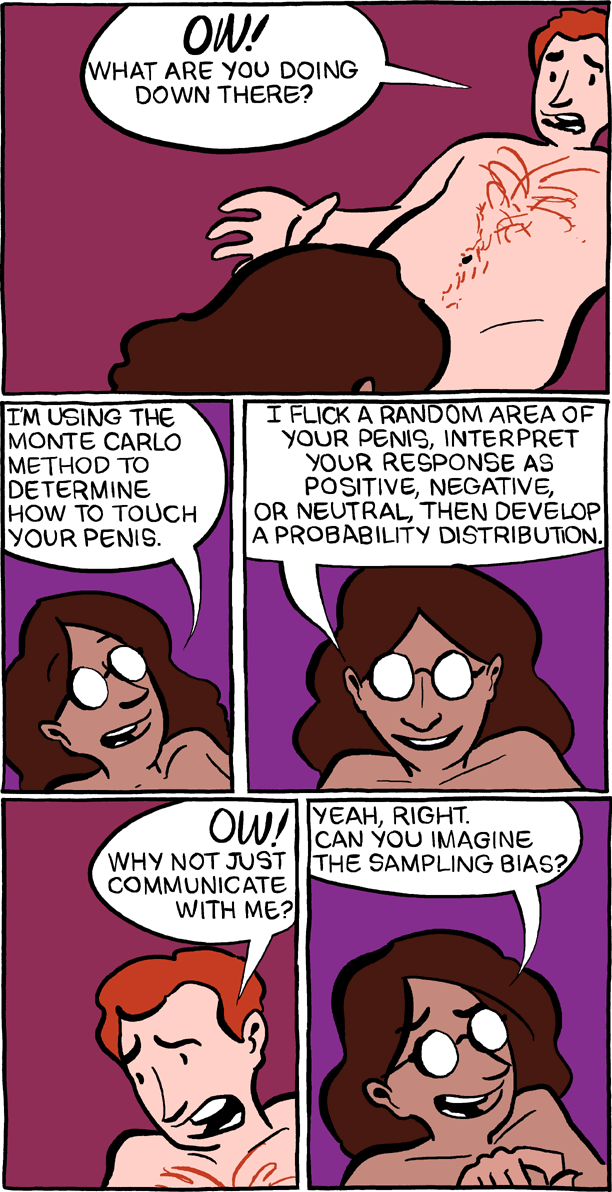 OW!
WHAT ARE YOU DOING
DOWN THERE?
I'M USING THE
MONTE CARLO
METHOD TO
DETERMINE
HOW TO TOUCH
YOUR PENIS.
I FLICK A RANDOM AREA OF
YOUR PENIS, INTERPRET
YOUR RESPONSE AS
POSITIVE, NEGATIVE,
OR NEUTRAL, THEN DEVELOP
A PROBABILITY DISTRIBUTION.
OW!
WHY NOT JUST
COMMUNICATE
WITH ME?
YEAH, RIGHT.
CAN YOU IMAGINE
THE SAMPLING BIAS?